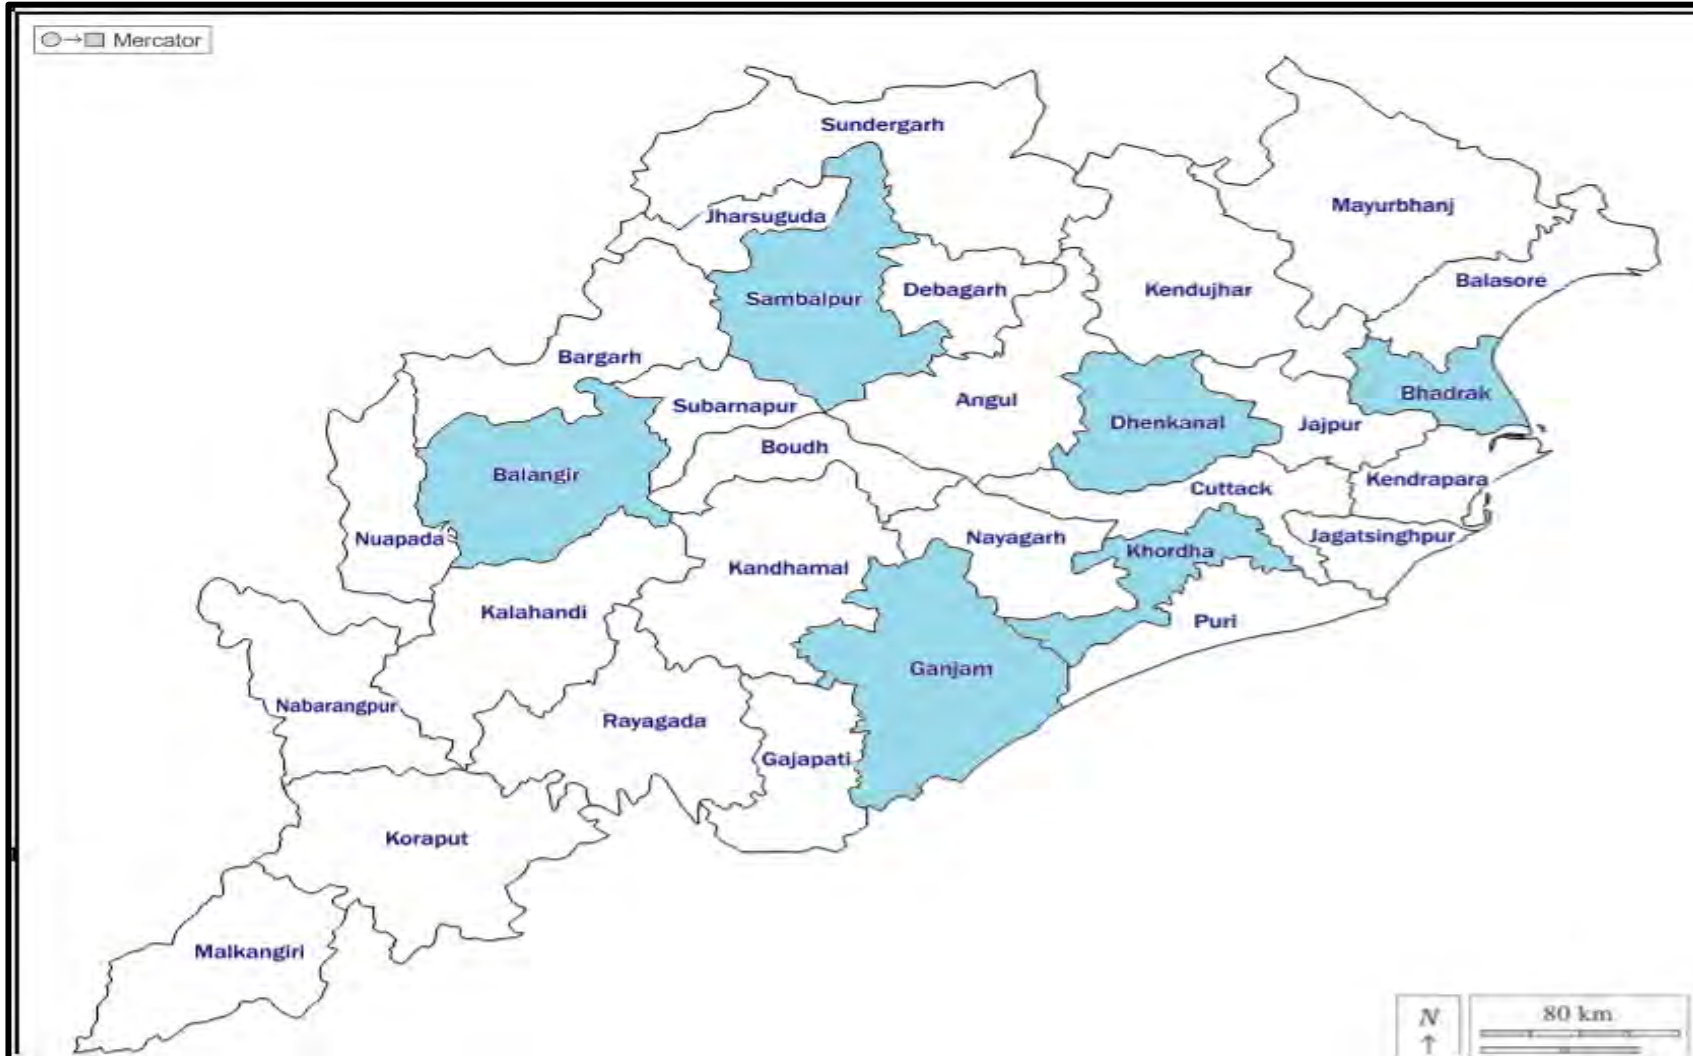 Mercator
Sundergarh
Mayurbhanj
Jharsuguda
Balasore
Debagarh
Kendujhar
Sambalpur
Bargarh
Bhadrak
Angul
Subarnapur
Dhenkanal
Jajpur
Boudh
Balangir
Kendrapara
Cuttack
Nuapada
Nayagarh
Jagatsinghpur
Khordha
Kandhamal
Kalahandi
Puri
Ganjam
Nabarangpur
Rayagada
Gajapati
Koraput
Malkangiri
N
80 km